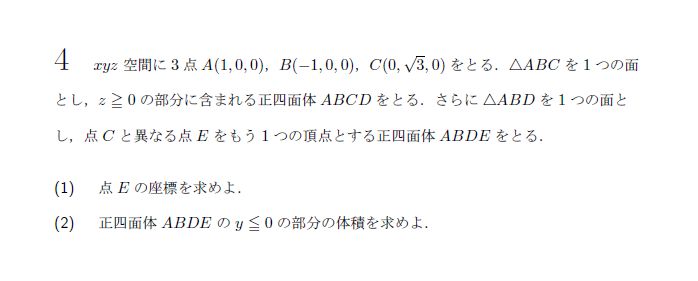 4 xyz 空間に 3 点 A(1, 0, 0), B(−1, 0, 0), C(0, √3, 0) をとる. △ABC を 1 つの面
とし, z ≧ 0 の部分に含まれる正四面体 ABCD をとる. さらに △ABD を 1 つの面と
し, 点 C と異なる点 E をもう 1 つの頂点とする正四面体 ABDE をとる.
(1) 点 E の座標を求めよ.
(2) 正四面体 ABDE の y ≦ 0 の部分の体積を求めよ.